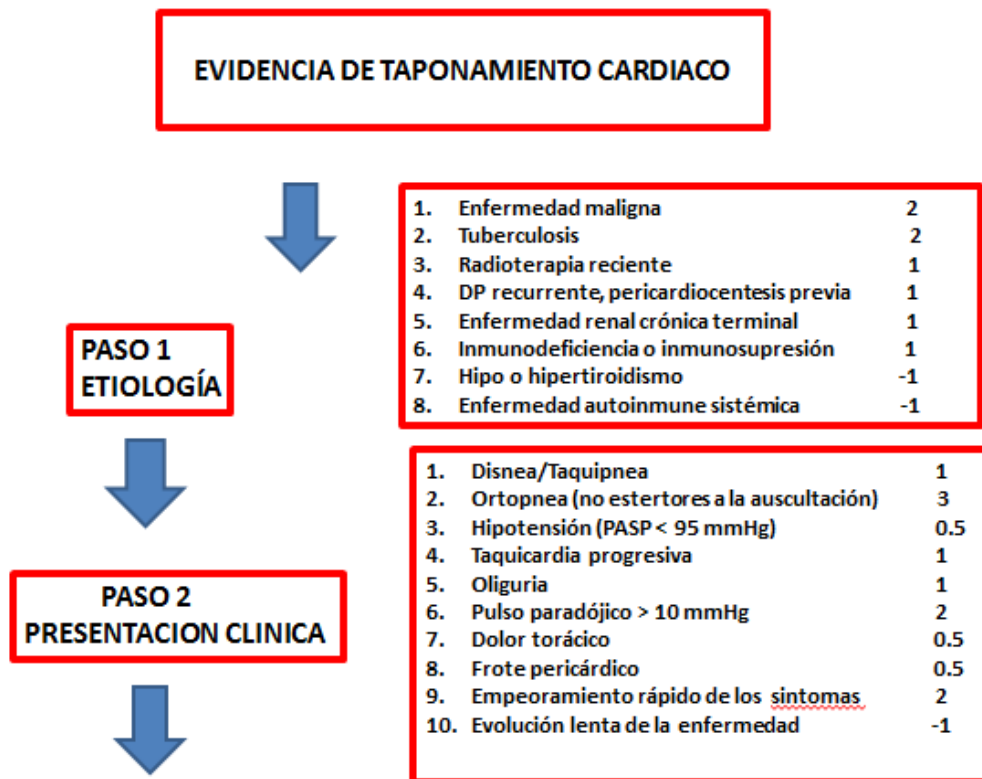 EVIDENCIA DE TAPONAMIENTO CARDIACO
PASO 1
ETIOLOGÍA
1. Enfermedad maligna 2
2. Tuberculosis 2
3. Radioterapia reciente 1
4. DP recurrente, pericardiocentesis previa 1
5. Enfermedad renal crónica terminal 1
6. Inmunodeficiencia o inmunosupresión 1
7. Hipo o hipertiroidismo -1
8. Enfermedad autoinmune sistémica -1
PASO 2
PRESENTACION CLINICA
1. Disnea/Taquipnea 1
2. Ortopnea (no estertores a la auscultación) 3
3. Hipotensión (PASP < 95 mmHg) 0.5
4. Taquicardia progresiva 1
5. Oliguria 1
6. Pulso paradójico > 10 mmHg 2
7. Dolor torácico 0.5
8. Frote pericárdico 0.5
9. Empeoramiento rápido de los sintomas 2
10. Evolución lenta de la enfermedad -1